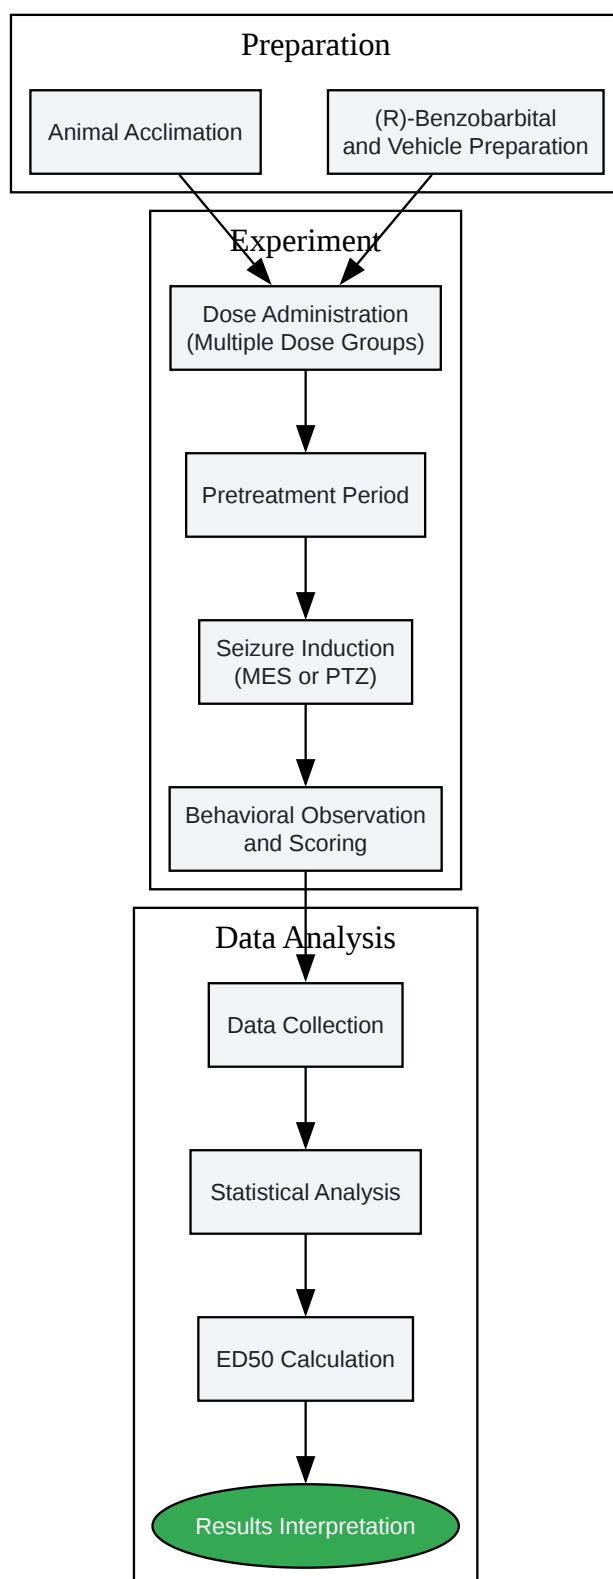 Preparation
Animal Acclimation
(R)-Benzobarbital
and Vehicle Preparation
Experiment
Dose Administration
(Multiple Dose Groups)
Pretreatment Period
Seizure Induction
(MES or PTZ)
Behavioral Observation
and Scoring
Data Analysis
Data Collection
Statistical Analysis
ED50 Calculation
Results Interpretation